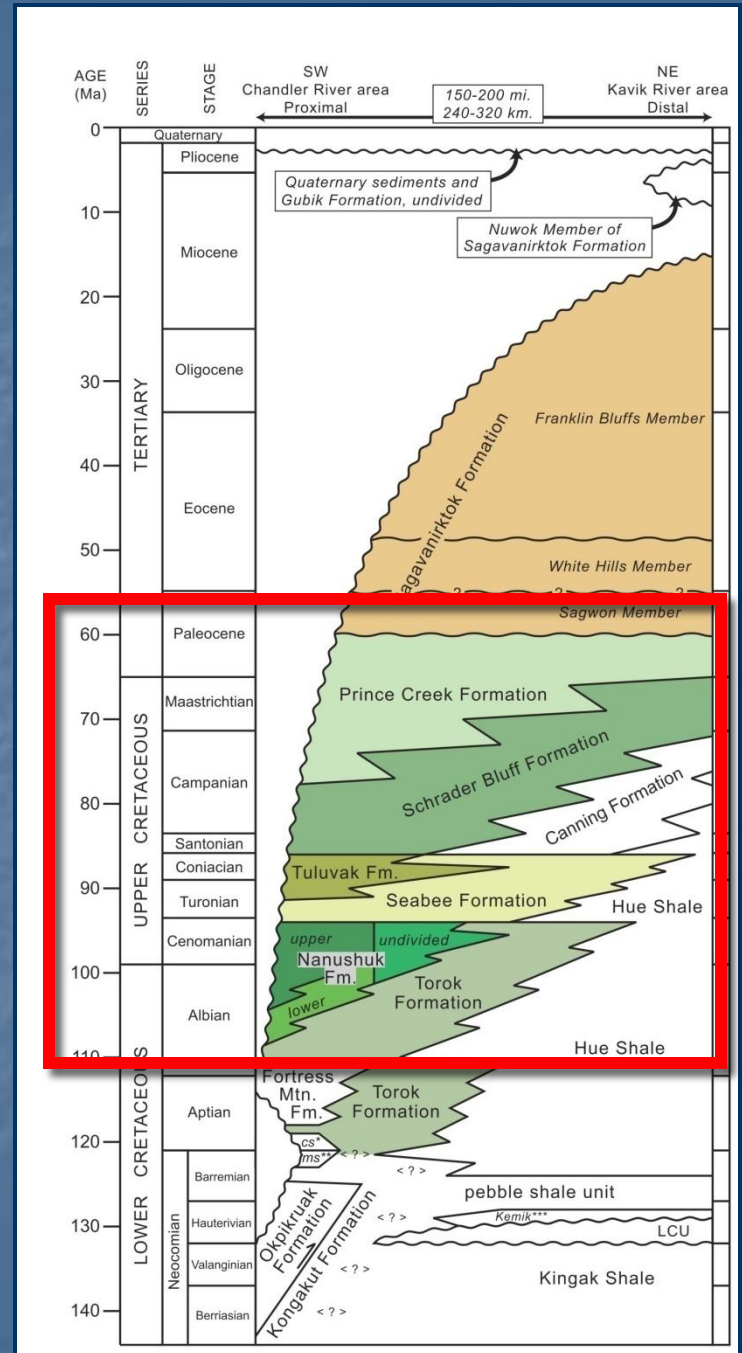 AGE
(Ma)
SERIES
STAGE
SW
Chandler River area
Proximal
150-200 mi.
240-320 km.
NE
Kavik River area
Distal
0
Quaternary
Pliocene
Quaternary sediments and
Gubik Formation, undivided
Nuwok Member of
Sagavanirktok Formation
10
Miocene
20
Oligocene
30
TERTIARY
Franklin Bluffs Member
Sagavanirktok Formation
40
Eocene
50
White Hills Member
?
?
?
Sagwon Member
60
Paleocene
Prince Creek Formation
Maastrichtian
70
Schrader Bluff Formation
Campanian
80
Canning Formation
UPPER CRETACEOUS
Santonian
Coniacian
Tuluvak Fm.
90
Turonian
Seabee Formation
Hue Shale
Cenomanian
upper
undivided
Nanushuk
Fm.
100
lower
Torok
Formation
Albian
110
Hue Shale
Fortress
Mtn.
Fm.
Torok
Formation
Aptian
120
cs*
ms**
< ? >
< ? >
LOWER CRETACEOUS
Neocomian
Barremian
pebble shale unit
Hauterivian
Okpikruak
Formation
Kongakut Formation
< ? >
Kemik***
130
LCU
Valanginian
< ? >
Kingak Shale
140
Berriasian
< ? >